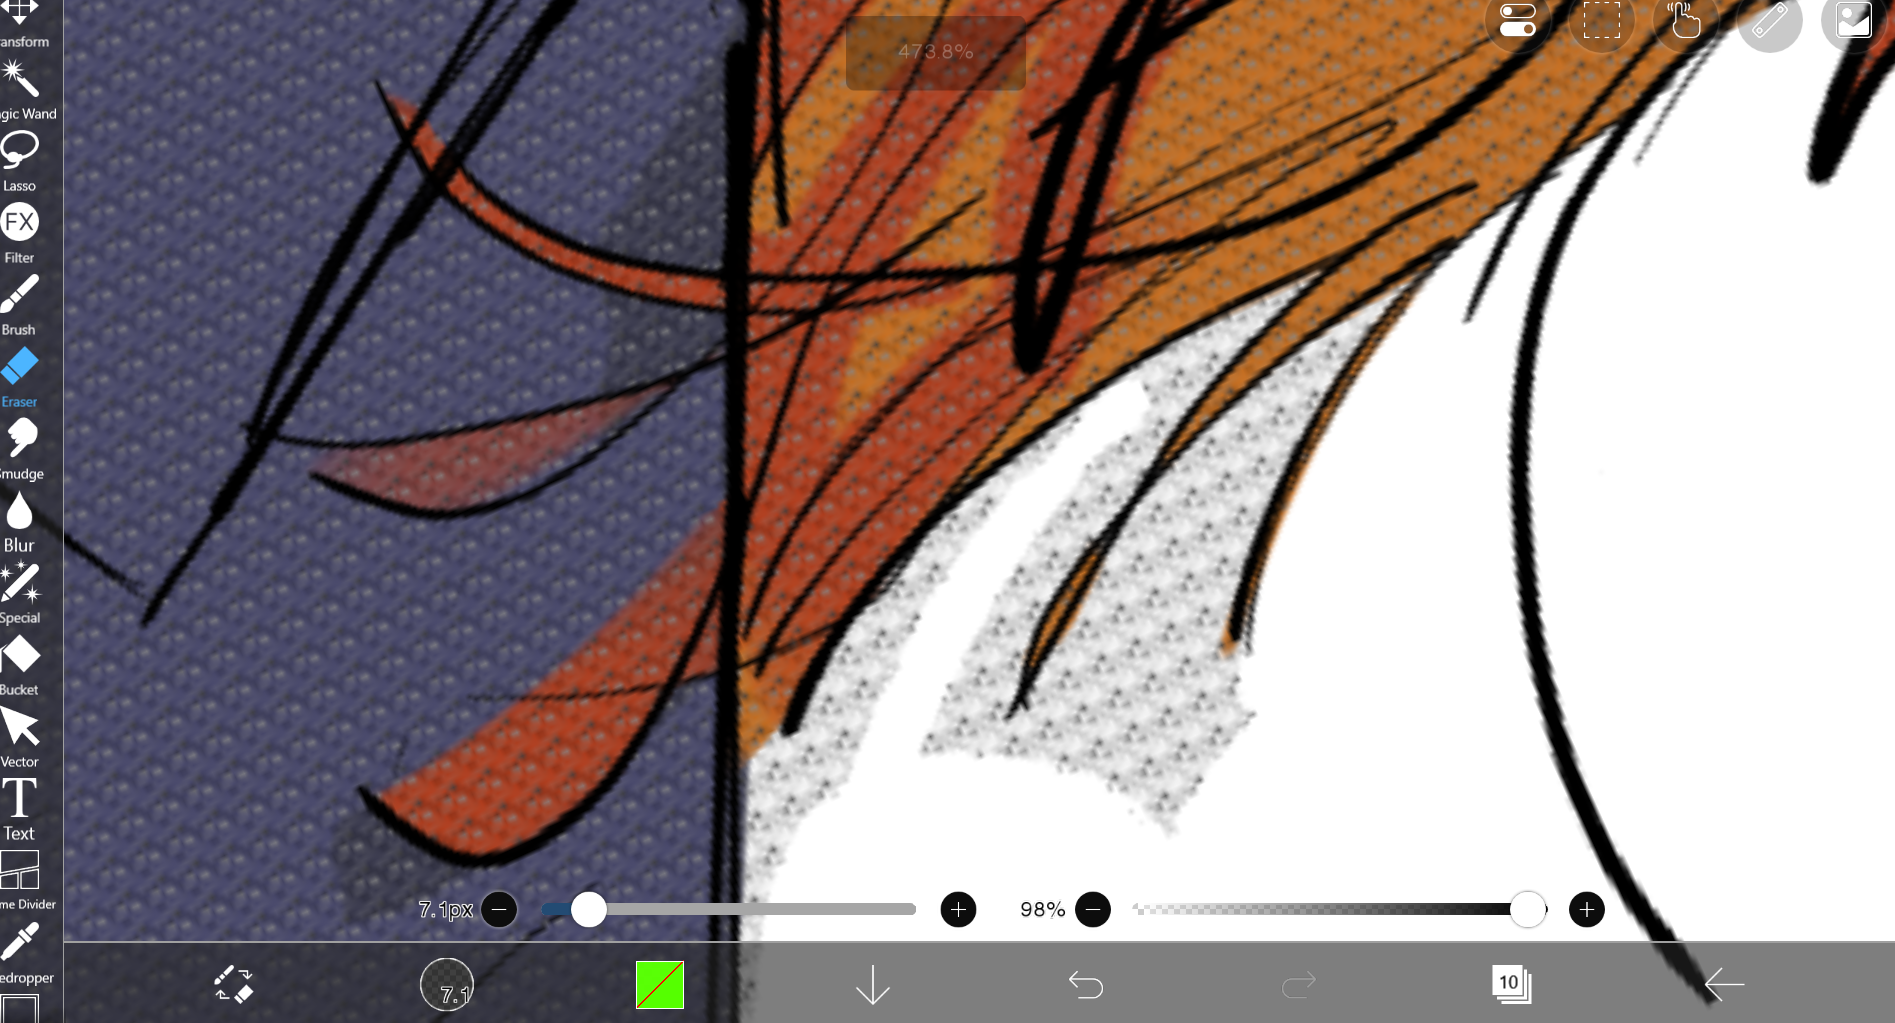 ansform
473.8%
gic Wand
Lasso
FX
Filter
Brush
Eraser
Smudge
Blur
Special
Bucket
Vector
T
Text
me Divider
edropper
7.1px
98%
7.1
10